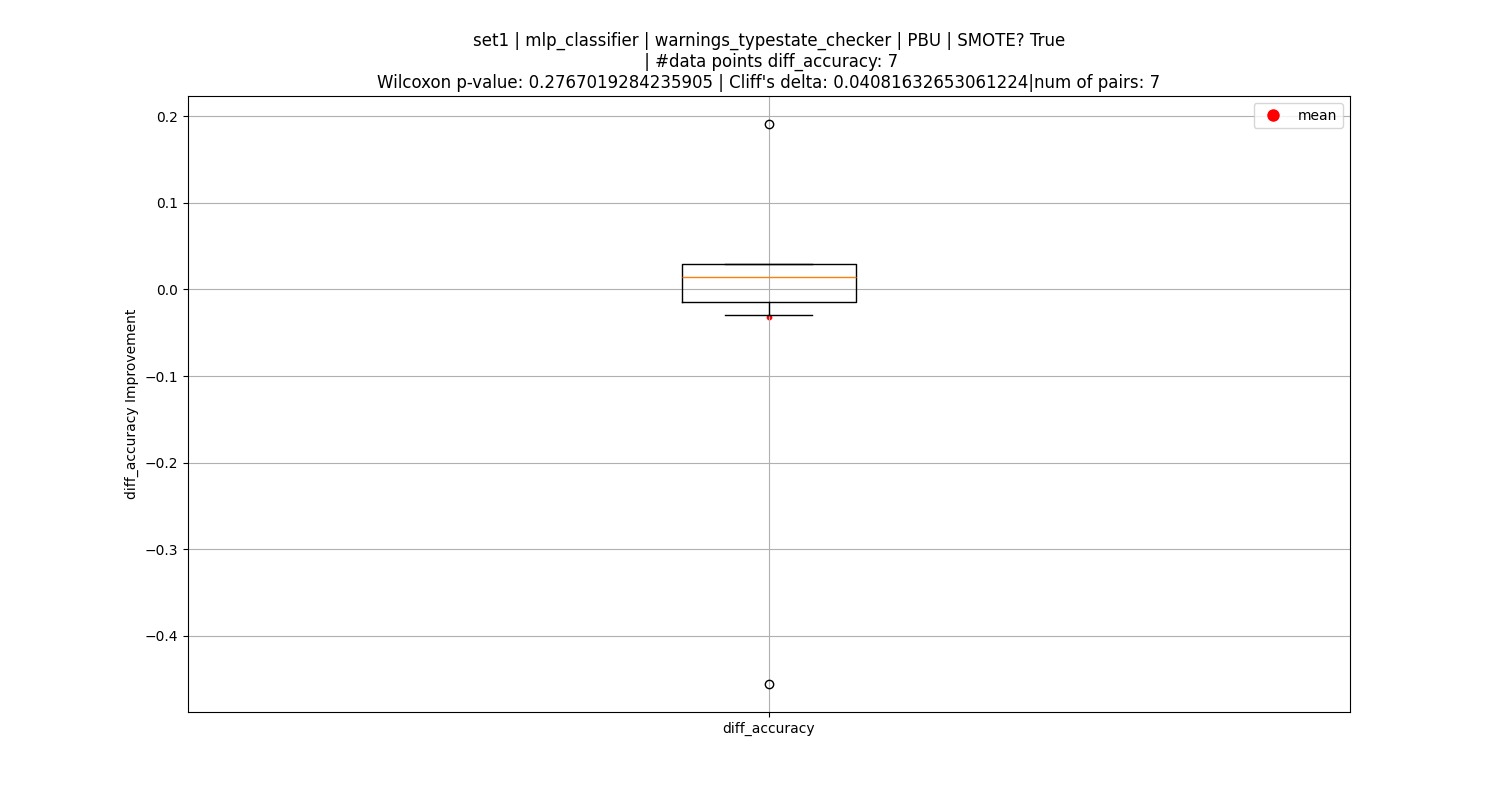 set1 | mlp_classifier | warnings_typestate_checker | PBU | SMOTE? True
| #data points diff_accuracy: 7
Wilcoxon p-value: 0.2767019284235905 | Cliff's delta: 0.04081632653061224|num of pairs: 7
mean
0.2
0.1
0.0
−0.1
−0.2
−0.3
−0.4
diff_accuracy Improvement
diff_accuracy